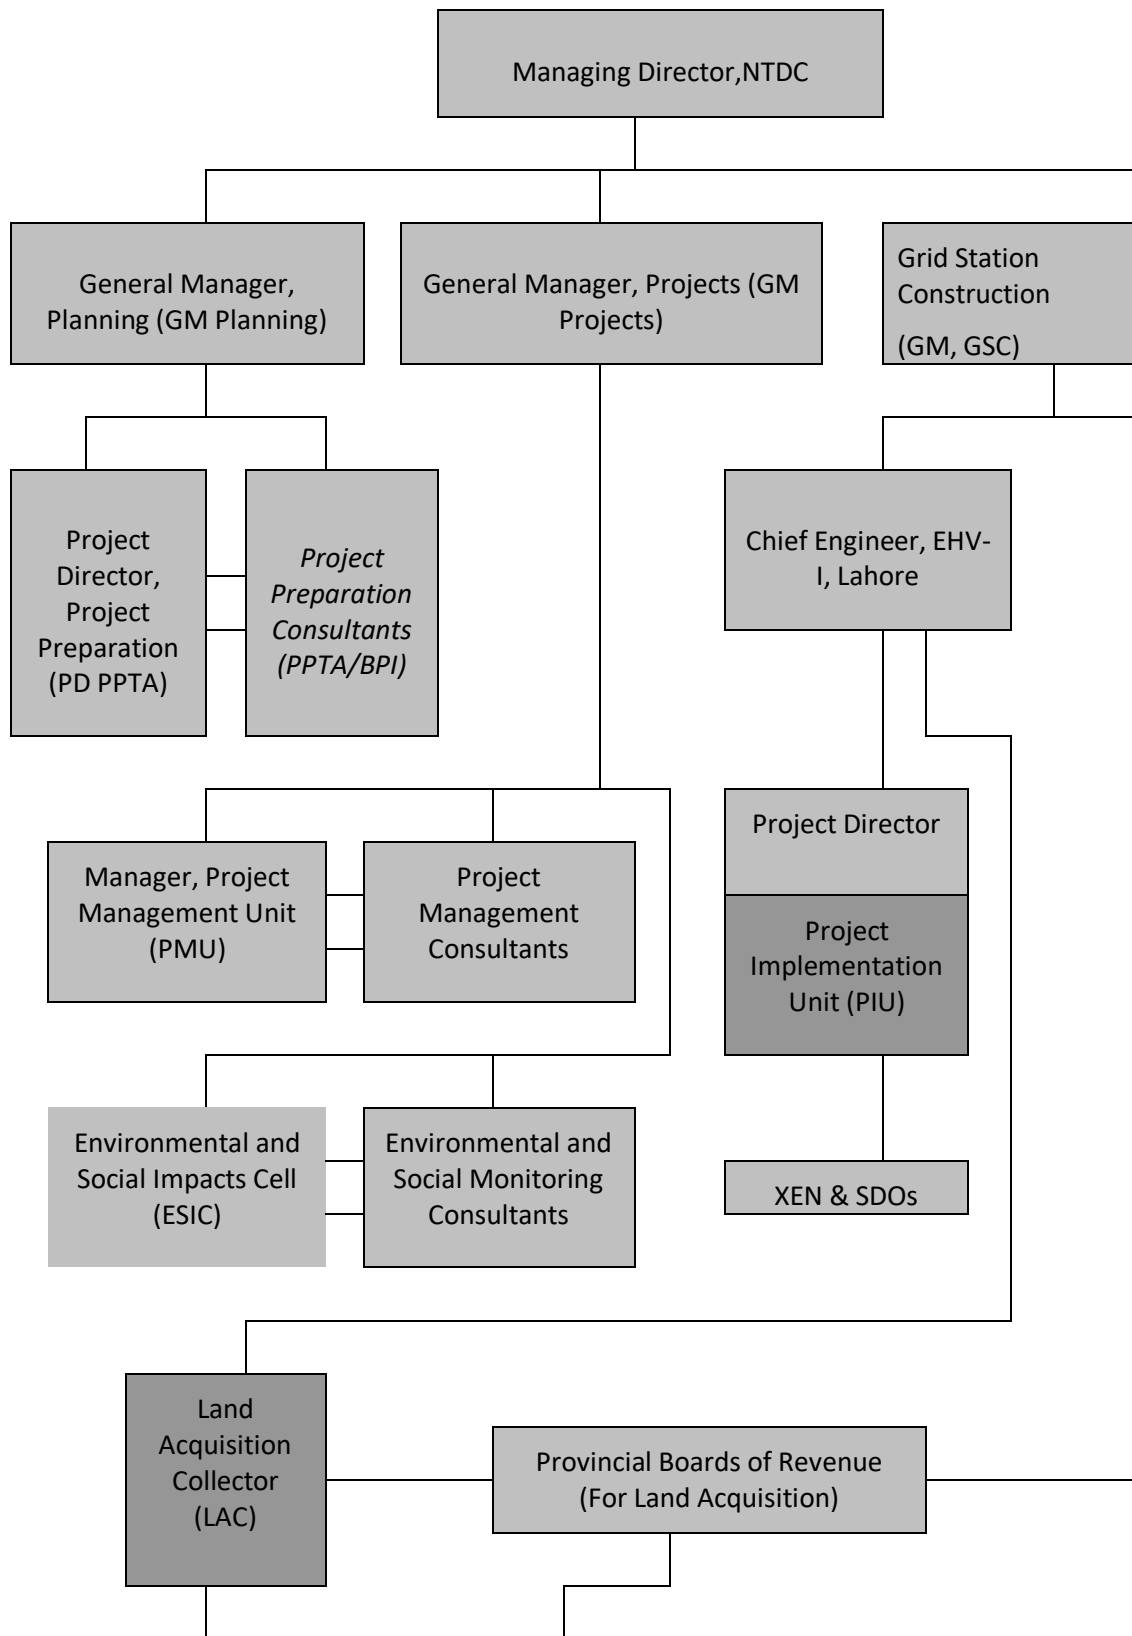 Managing Director,NTDC
General Manager,
Planning (GM Planning)
General Manager, Projects (GM
Projects)
Grid Station
Construction
(GM, GSC)
Project
Director,
Project
Preparation
(PD PPTA)
Project
Preparation
Consultants
(PPTA/BPI)
Chief Engineer, EHV-
I, Lahore
Project Director
Project
Implementation
Unit (PIU)
XEN & SDOs
Manager, Project
Management Unit
(PMU)
Project
Management
Consultants
Environmental and
Social Impacts Cell
(ESIC)
Environmental and
Social Monitoring
Consultants
Land
Acquisition
Collector
(LAC)
Provincial Boards of Revenue
(For Land Acquisition)